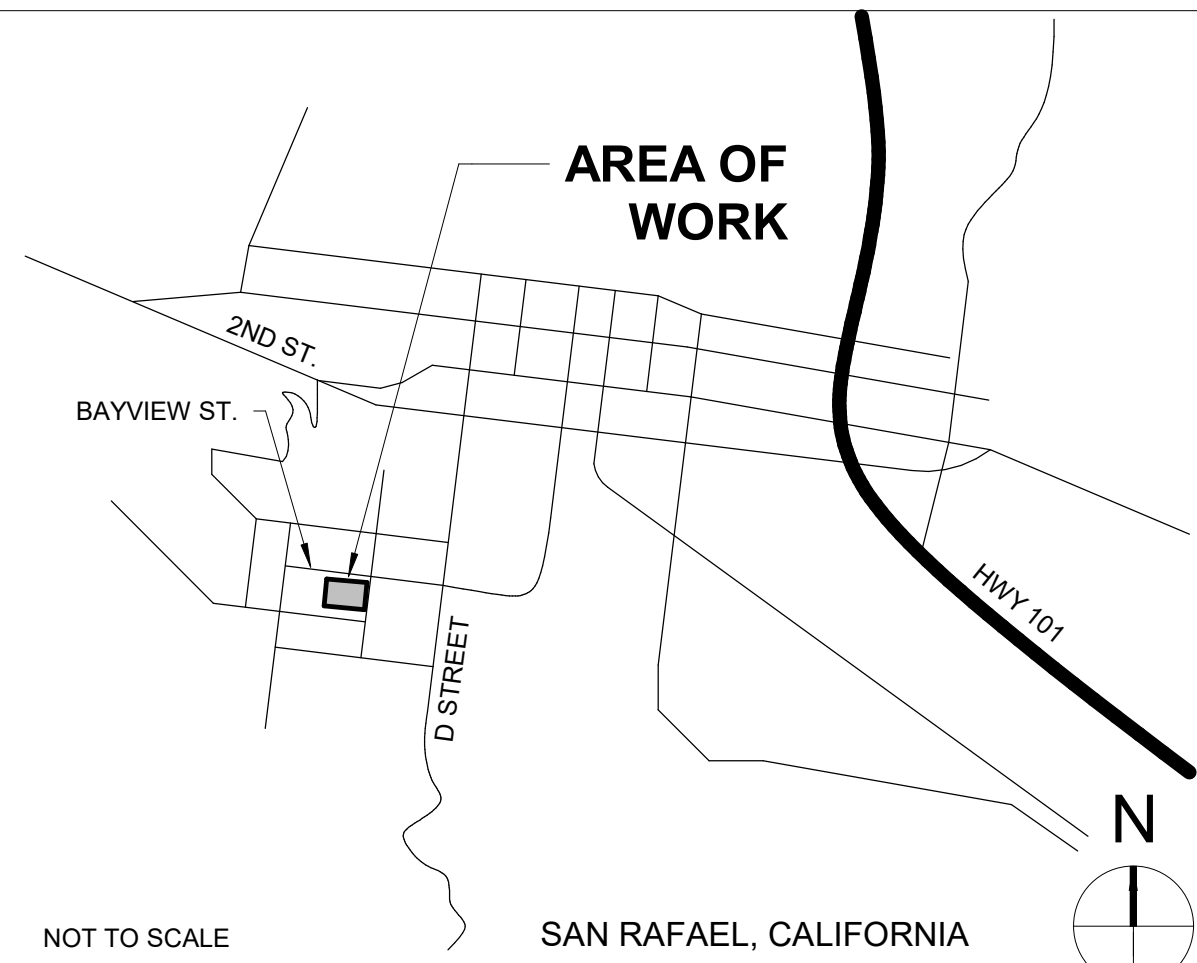 AREA OF
WORK
2ND ST.
BAYVIEW ST.
HWY 101
D STREET
N
NOT TO SCALE
SAN RAFAEL, CALIFORNIA